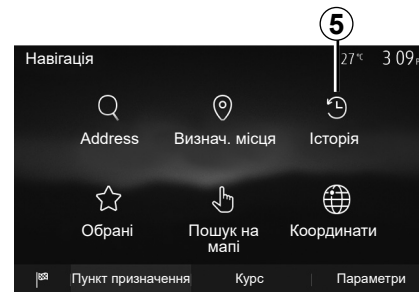 5
Навігація 27 °C 3 09
Address Визнач. місця Історія
Обрані Пошук на мапі Координати
Пункт призначення Курс Параметри